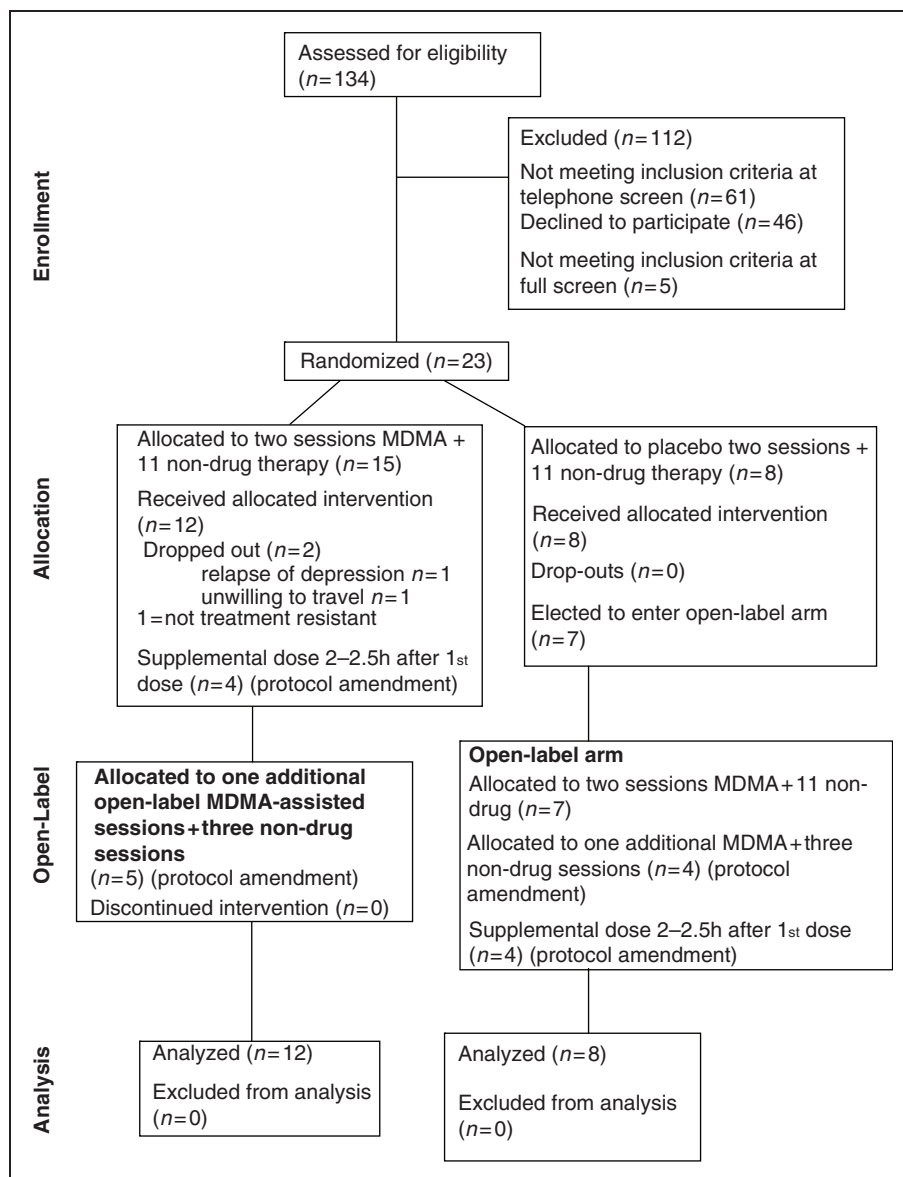 Assessed for eligibility
(n=134)
Enrollment
Excluded (n=112)
Not meeting inclusion criteria at
telephone screen (n=61)
Declined to participate (n=46)
Not meeting inclusion criteria at
full screen (n=5)
Randomized (n=23)
Allocation
Allocated to two sessions MDMA +
11 non-drug therapy (n=15)
Received allocated intervention
(n=12)
Dropped out (n=2)
relapse of depression n=1
unwilling to travel n=1
1=not treatment resistant
Supplemental dose 2–2.5h after 1st
dose (n=4) (protocol amendment)
Allocated to placebo two sessions +
11 non-drug therapy (n=8)
Received allocated intervention
(n=8)
Drop-outs (n=0)
Elected to enter open-label arm
(n=7)
Open-Label
Allocated to one additional
open-label MDMA-assisted
sessions+three non-drug
sessions
(n=5) (protocol amendment)
Discontinued intervention (n=0)
Open-label arm
Allocated to two sessions MDMA+11 non-
drug (n=7)
Allocated to one additional MDMA+three
non-drug sessions (n=4) (protocol
amendment)
Supplemental dose 2–2.5h after 1st dose
(n=4) (protocol amendment)
Analysis
Analyzed (n=12)
Excluded from analysis
(n=0)
Analyzed (n=8)
Excluded from analysis
(n=0)